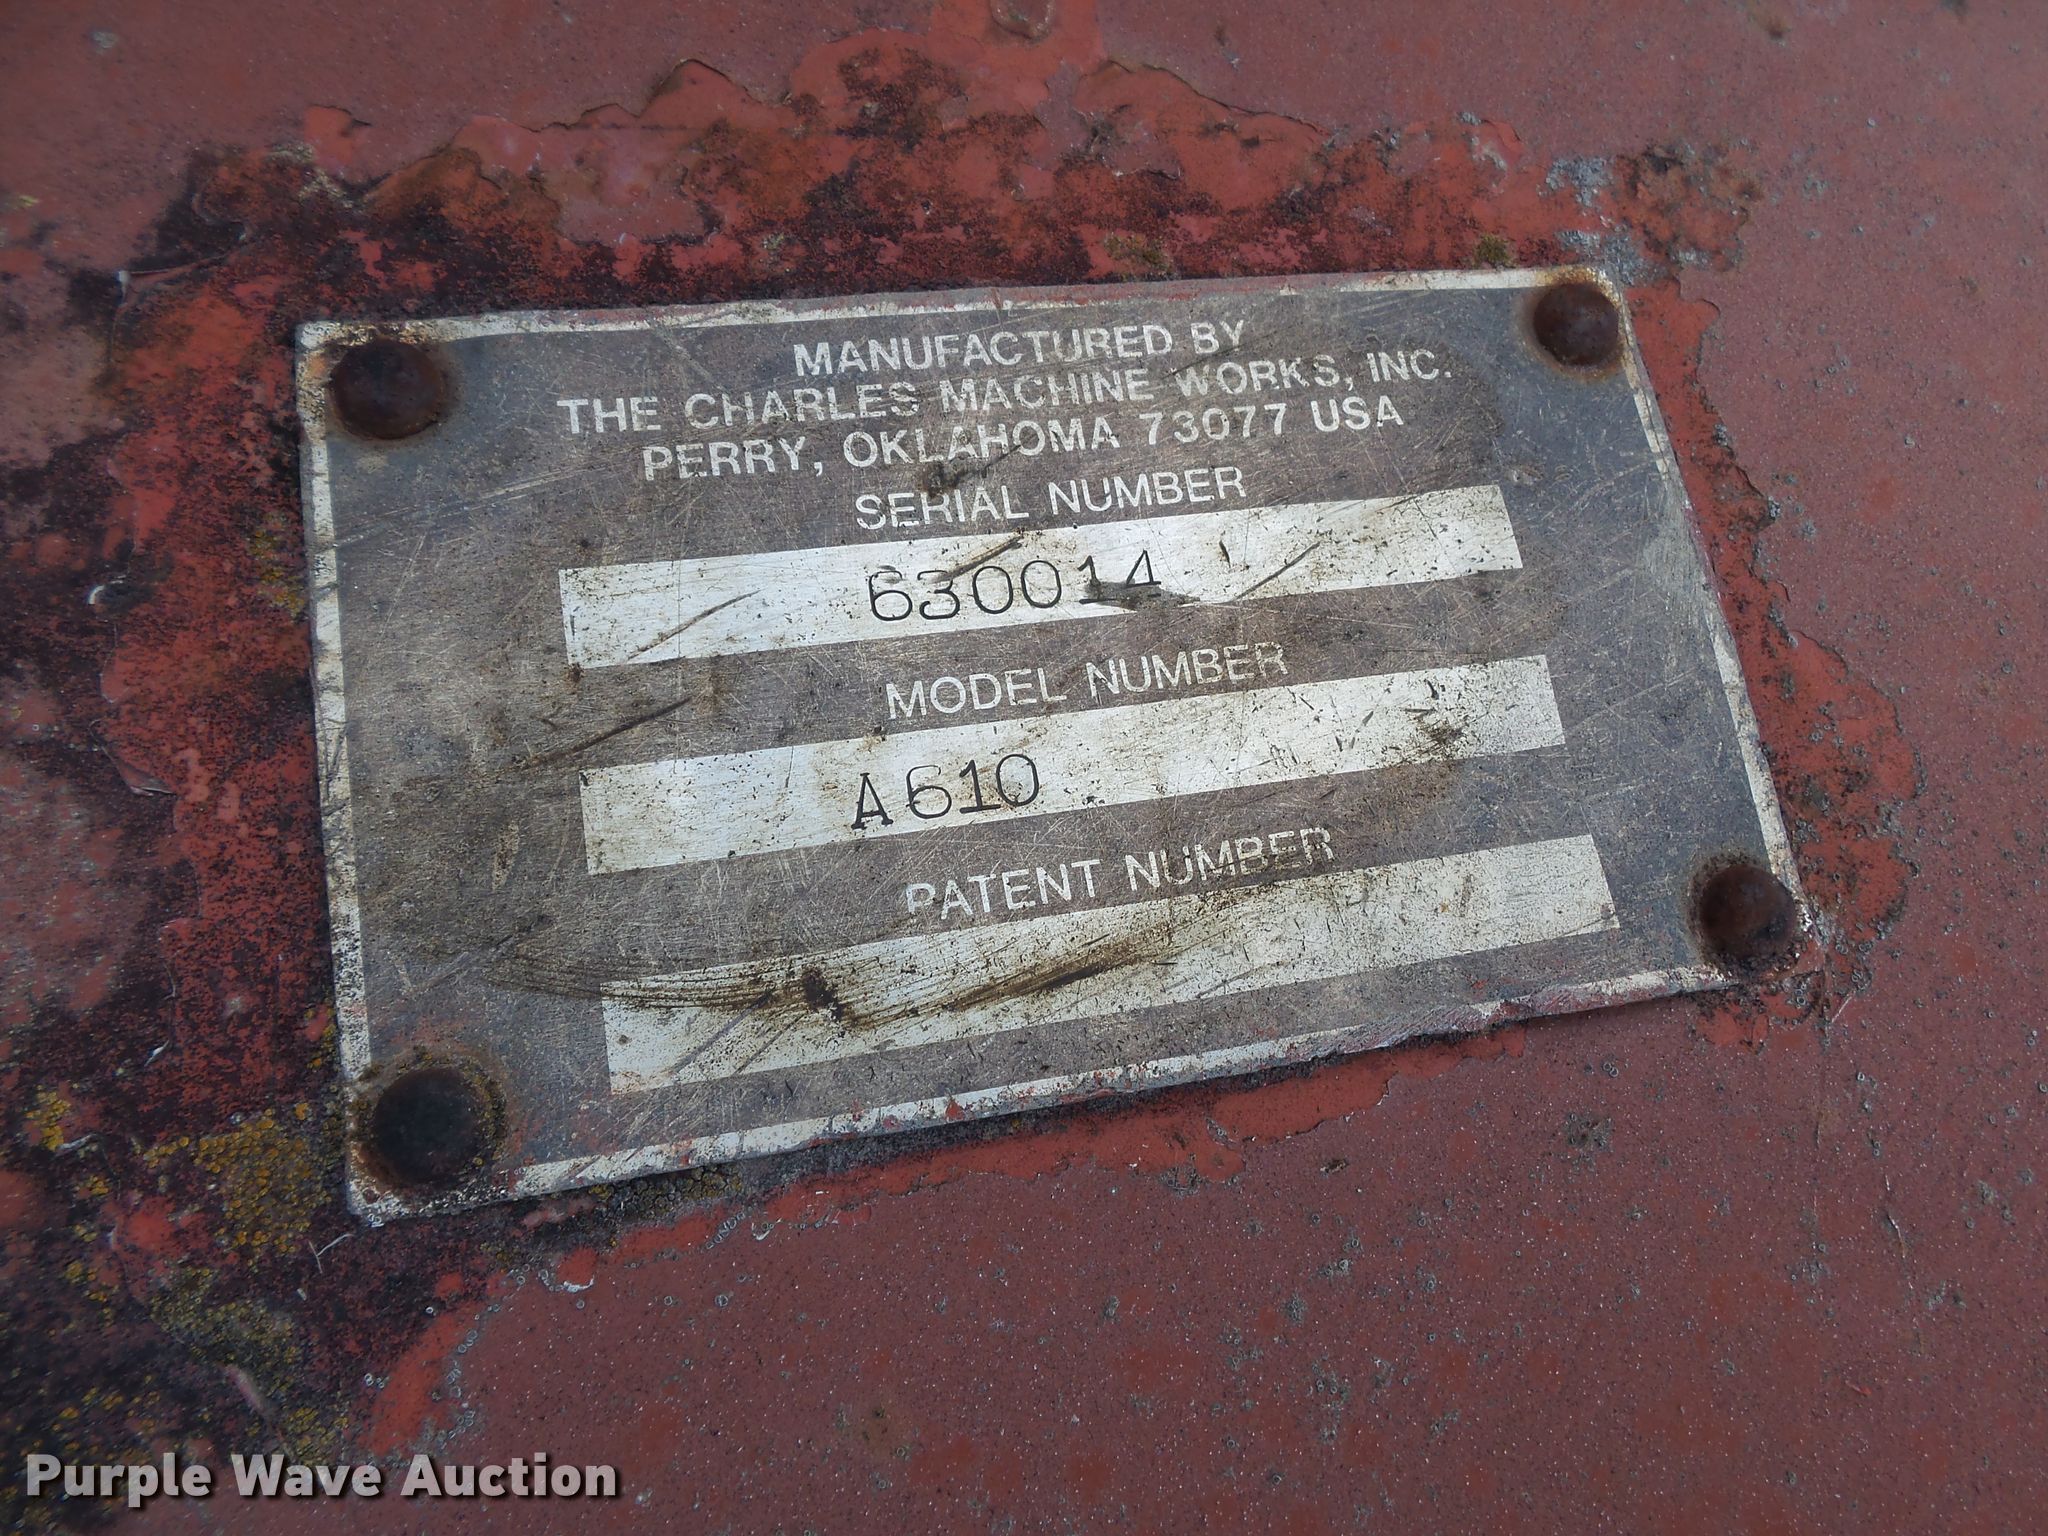 MANUFACTURED BY
THE CHARLES MACHINE WORKS, INC.
PERRY, OKLAHOMA 73077 USA
SERIAL NUMBER
630014
MODEL NUMBER
A610
PATENT NUMBER
Purple Wave Auction